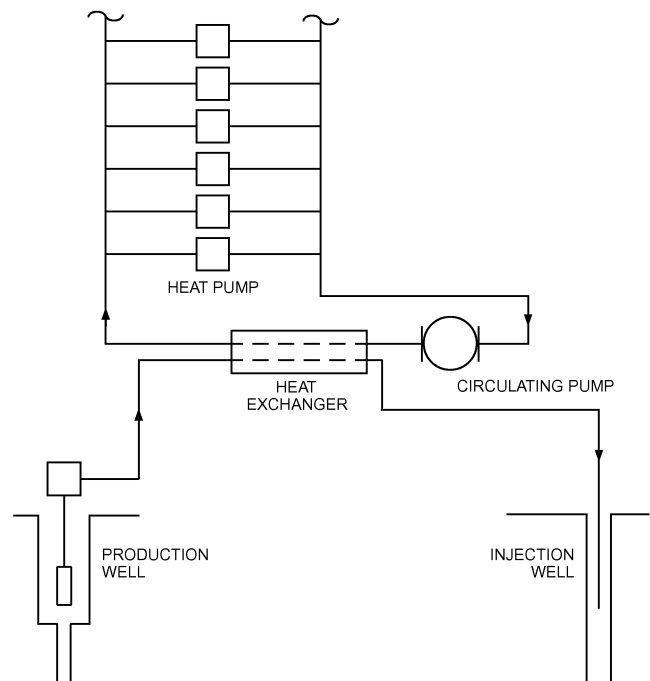 HEAT PUMP
HEAT
EXCHANGER
CIRCULATING PUMP
PRODUCTION
WELL
INJECTION
WELL